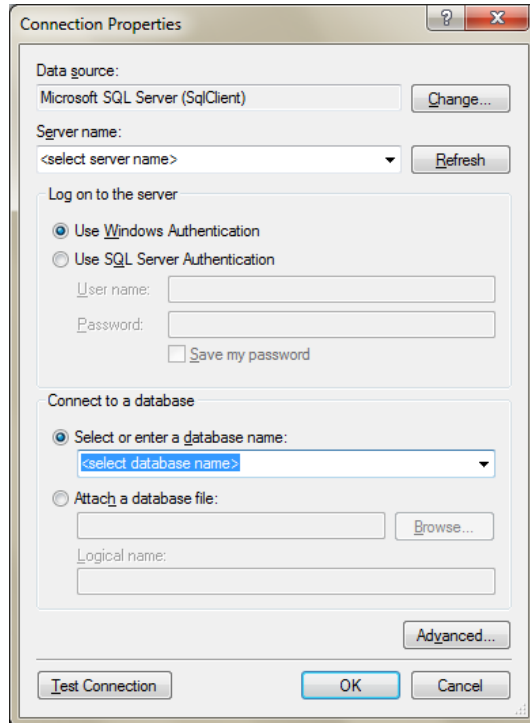 Connection Properties
Data source:
Microsoft SQL Server (SqlClient)
Change...
Server name:
<select server name>
Refresh
Log on to the server
Use Windows Authentication
Use SQL Server Authentication
User name:
Password:
Save my password
Connect to a database
Select or enter a database name:
<select database name>
Attach a database file:
Browse...
Logical name:
Advanced...
Test Connection
OK
Cancel